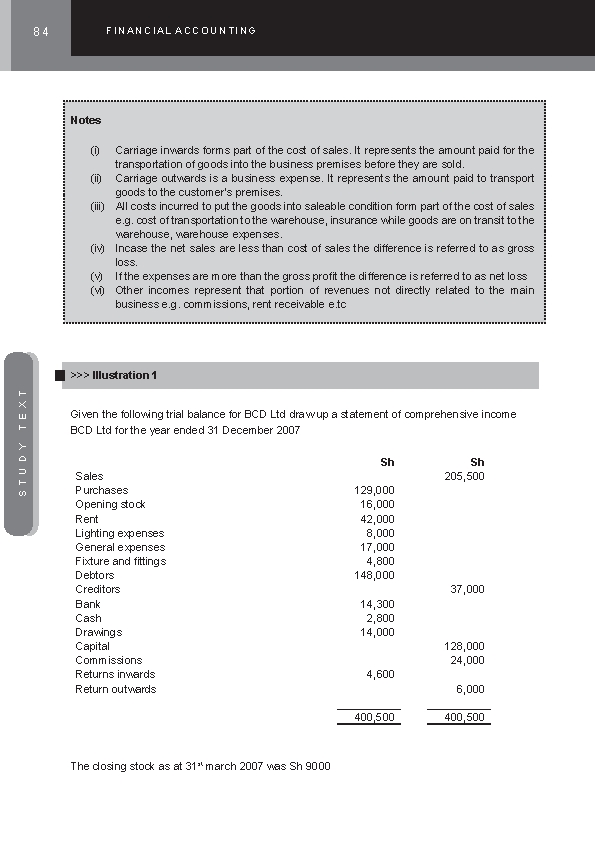 84 FINANCIAL ACCOUNTING
Notes
(i) Carriage inwards forms part of the cost of sales. It represents the amount paid for the
transportation of goods into the business premises before they are sold.
(ii) Carriage outwards is a business expense. It represents the amount paid to transport
goods to the customer's premises.
(iii) All costs incurred to put the goods into saleable condition form part of the cost of sales
e.g. cost of transportation to the warehouse, insurance while goods are on transit to the
warehouse, warehouse expenses.
(iv) Incase the net sales are less than cost of sales the difference is referred to as gross
loss.
(v) If the expenses are more than the gross profit the difference is referred to as net loss
(vi) Other incomes represent that portion of revenues not directly related to the main
business e.g. commissions, rent receivable e.tc
STUDY TEXT
>>> Illustration 1
Given the following trial balance for BCD Ltd draw up a statement of comprehensive income
BCD Ltd for the year ended 31 December 2007
Sh Sh
Sales 205,500
Purchases 129,000
Opening stock 16,000
Rent 42,000
Lighting expenses 8,000
General expenses 17,000
Fixture and fittings 4,800
Debtors 148,000
Creditors 37,000
Bank 14,300
Cash 2,800
Drawings 14,000
Capital 128,000
Commissions 24,000
Returns inwards 4,600
Return outwards 6,000
400,500 400,500
The closing stock as at 31st march 2007 was Sh 9000